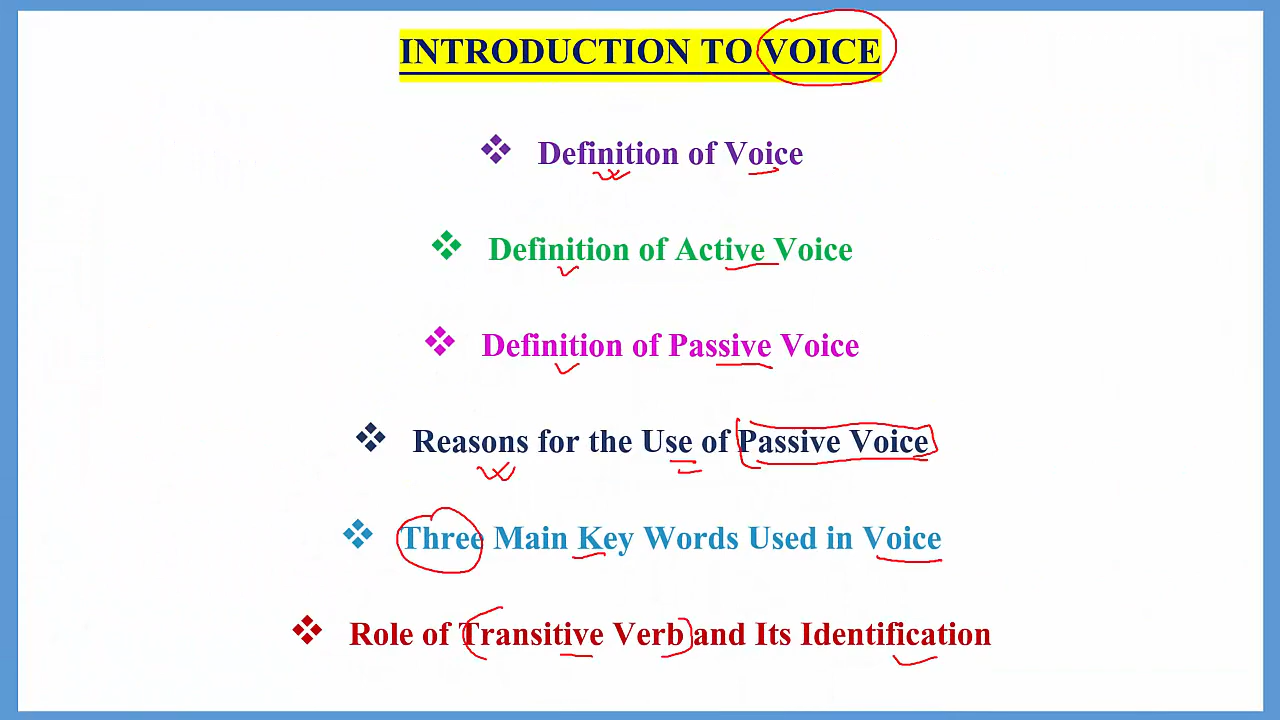 INTRODUCTION TO VOICE
Definition of Voice
Definition of Active Voice
Definition of Passive Voice
Reasons for the Use of Passive Voice
Three Main Key Words Used in Voice
Role of Transitive Verb and Its Identification